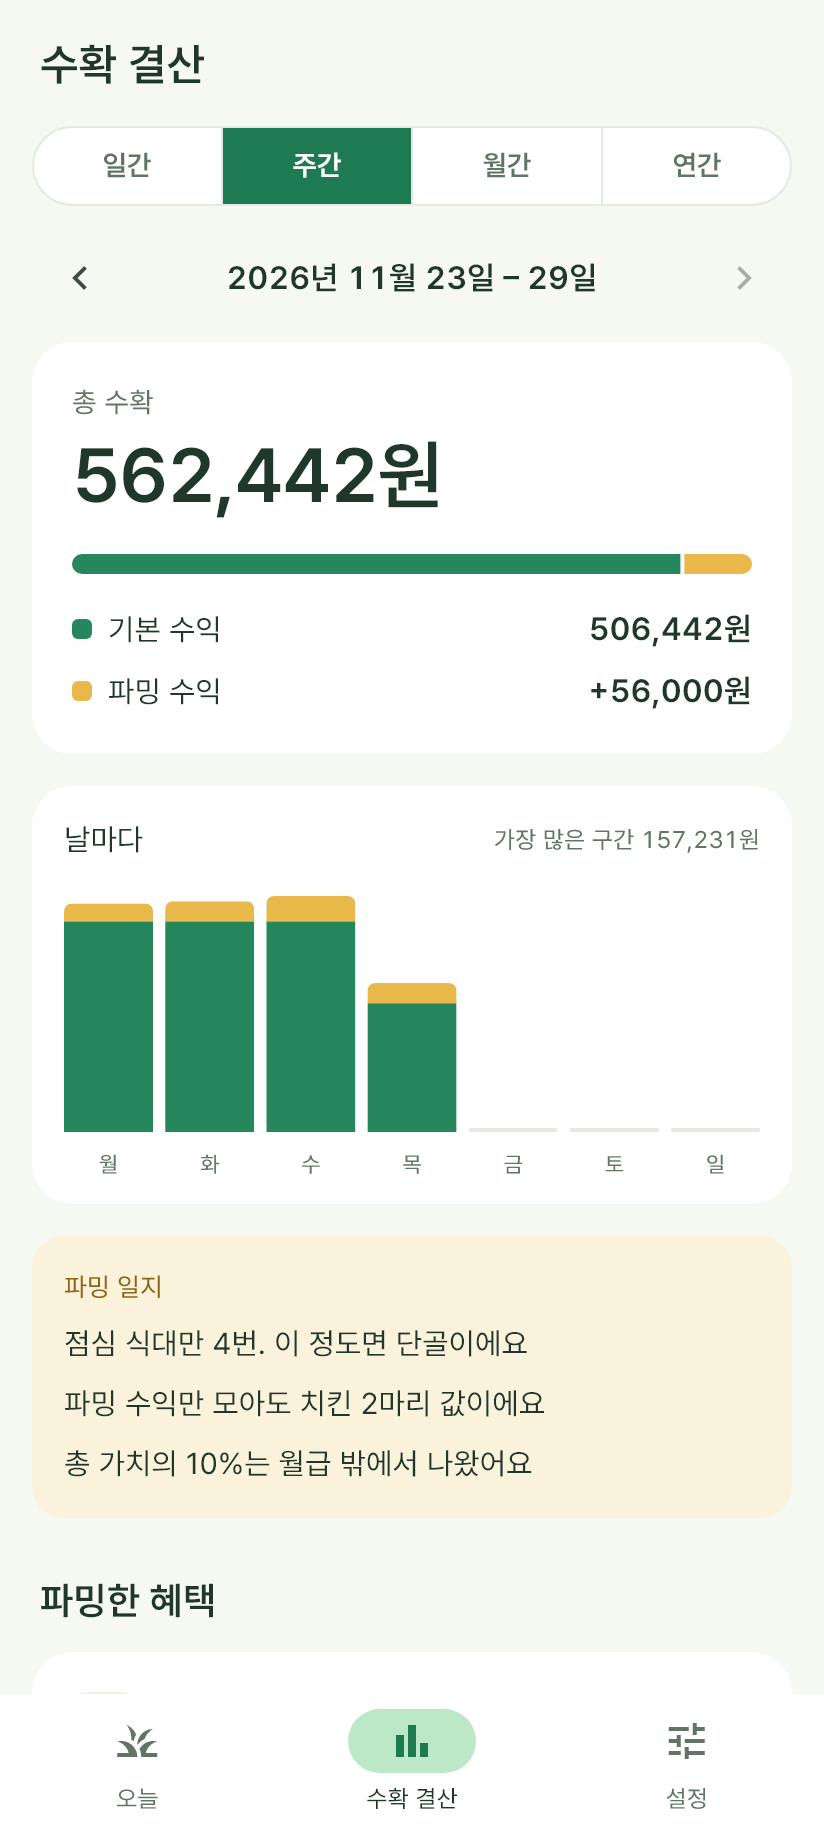 수확 결산
일간 주간 월간 연간
2026년 11월 23일 – 29일
총 수확
562,442원
기본 수익 506,442원
파밍 수익 +56,000원
날마다 가장 많은 구간 157,231원
월 화 수 목 금 토 일
파밍 일지
점심 식대만 4번. 이 정도면 단골이에요
파밍 수익만 모아도 치킨 2마리 값이에요
총 가치의 10%는 월급 밖에서 나왔어요
파밍한 혜택
오늘 수확 결산 설정